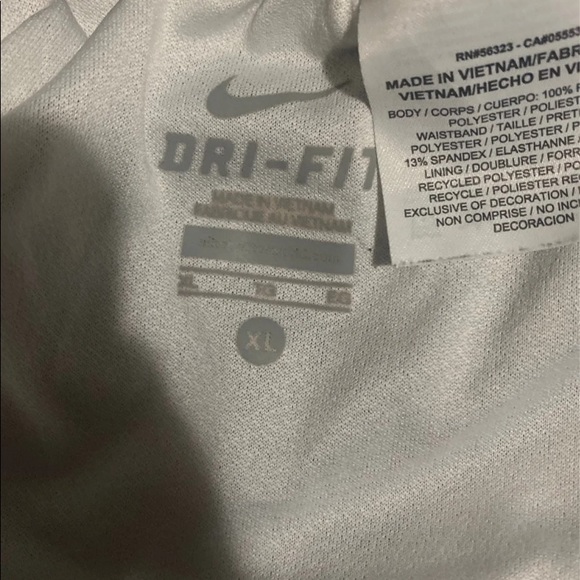 DRI-FIT
MADE IN VIETNAM
FABRIQUÉ AU VIETNAM
XL
RN#56323 - CA#05553
MADE IN VIETNAM/FABR
VIETNAM/HECHO EN VI
BODY / CORPS / CUERPO: 100%
POLYESTER / POLIEST
WAISTBAND / TAILLE / PRET
POLYESTER / POLYESTER / P
13% SPANDEX / ELASTHANNE /
LINING / DOUBLURE / FORR
RECYCLED POLYESTER / PO
RECYCLE / POLIESTER REC
EXCLUSIVE OF DECORATION /
NON COMPRISE / NO INC
DECORACION